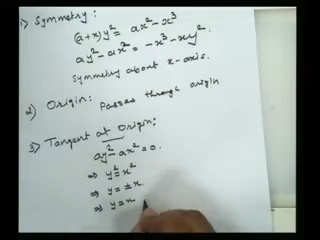 1) Symmetry:
(a+x)y² = ax²-x³
ay²-ax² = -x³-xy².
Symmetry about x-axis.
2) Origin: Passes through origin
3) Tangent at Origin:
ay²-ax²=0.
⇒ y²=x²
⇒ y=±x.
⇒ y=x